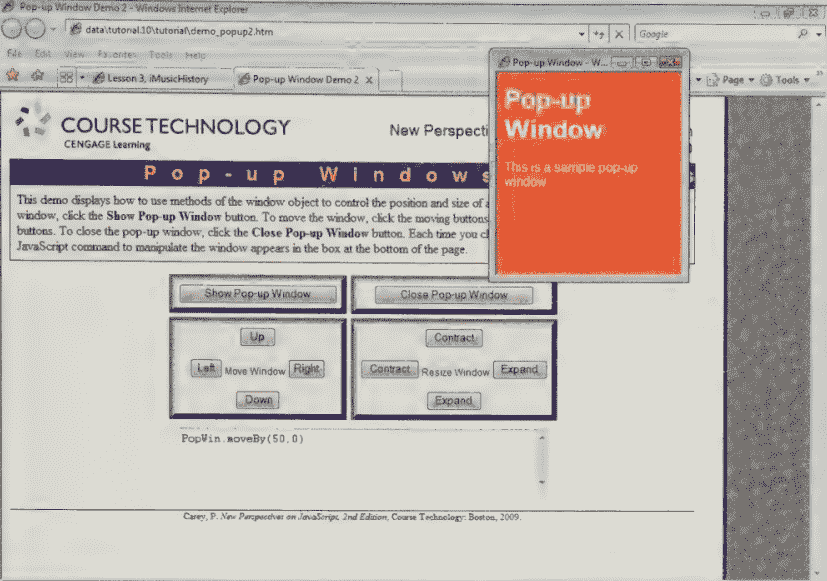 Pop-up Window Demo 2 - Windows Internet Explorer
data\tutorial.10\tutorial\demo_popup2.htm
Google
File Edit View Favorites Tools Help
Lesson 3, iMusicHistory
Pop-up Window Demo 2
Page
Tools
Pop-up Window - W...
Pop-up
Window
This is a sample pop-up
window
COURSE TECHNOLOGY
CENGAGE Learning
New Perspecti
Pop-up Windows
This demo displays how to use methods of the window object to control the position and size of a
window, click the Show Pop-up Window button. To move the window, click the moving buttons
buttons. To close the pop-up window, click the Close Pop-up Window button. Each time you cl
JavaScript command to manipulate the window appears in the box at the bottom of the page.
Show Pop-up Window
Close Pop-up Window
Up
Left Move Window Right
Down
Contract
Contract Resize Window Expand
Expand
PopWin.moveBy(50,0)
Carey, P. New Perspectives on JavaScript, 2nd Edition, Course Technology: Boston, 2009.